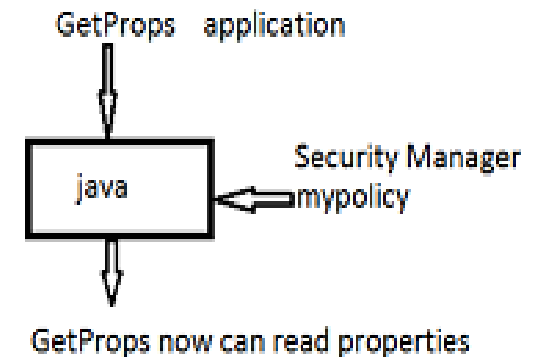 GetProps application
java
Security Manager
mypolicy
GetProps now can read properties